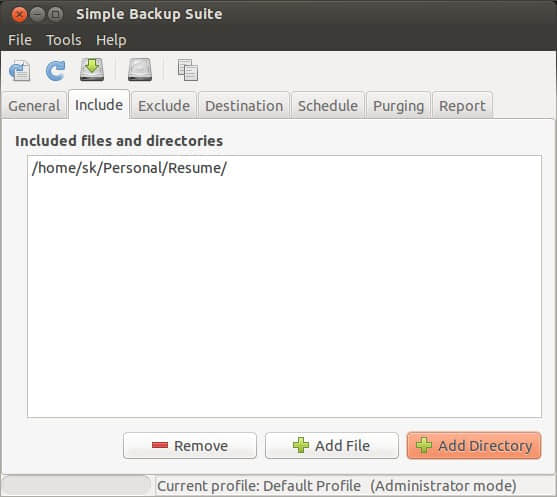 Simple Backup Suite
File Tools Help
General Include Exclude Destination Schedule Purging Report
Included files and directories
/home/sk/Personal/Resume/
Remove Add File Add Directory
Current profile: Default Profile (Administrator mode)